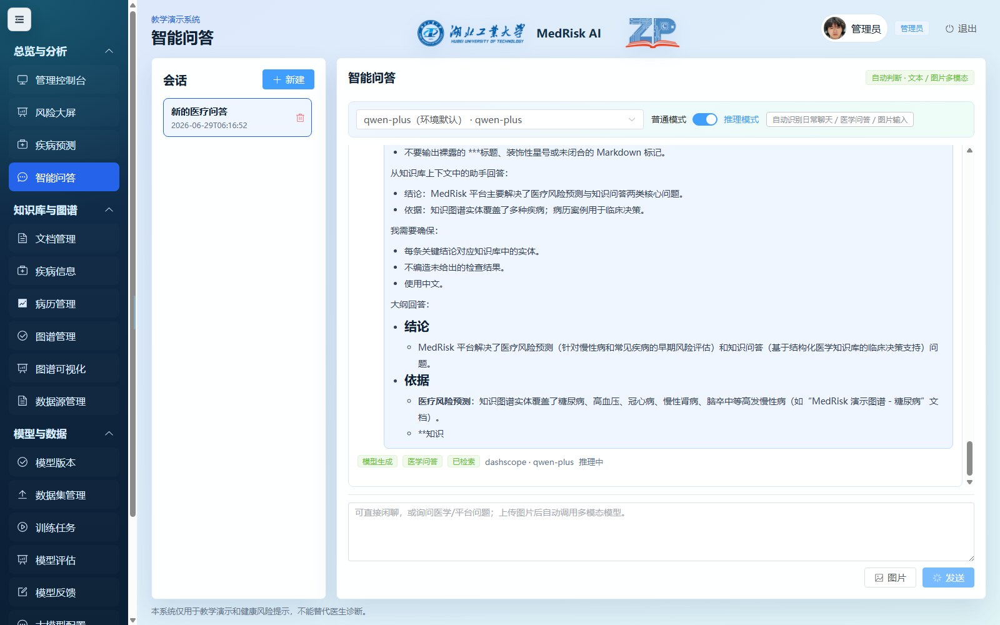 总览与分析
管理控制台
风险大屏
疾病预测
智能问答
知识库与图谱
文档管理
疾病信息
病历管理
图谱管理
图谱可视化
数据源管理
模型与数据
模型版本
数据集管理
训练任务
模型评估
模型反馈
大模型配置
教学演示系统
智能问答
湖北工业大学
HUBEI UNIVERSITY OF TECHNOLOGY
MedRisk AI
ZP
管理员
管理员
退出
会话
新建
新的医疗问答
2026-06-29T06:16:52
智能问答
自动判断 · 文本 / 图片多模态
qwen-plus（环境默认） · qwen-plus
普通模式
推理模式
自动识别日常聊天 / 医学问答 / 图片输入
不要输出裸露的 ***标题、装饰性星号或未闭合的 Markdown 标记。
从知识库上下文中的助手回答：
结论：MedRisk 平台主要解决了医疗风险预测与知识问答两类核心问题。
依据：知识图谱实体覆盖了多种疾病；病历案例用于临床决策。
我需要确保：
每条关键结论对应知识库中的实体。
不编造未给出的检查结果。
使用中文。
大纲回答：
结论
MedRisk 平台解决了医疗风险预测（针对慢性病和常见疾病的早期风险评估）和知识问答（基于结构化医学知识库的临床决策支持）问
题。
依据
医疗风险预测：知识图谱实体覆盖了糖尿病、高血压、冠心病、慢性肾病、脑卒中等高发慢性病（如“MedRisk 演示图谱 - 糖尿病”文
档）。
**知识
模型生成
医学问答
已检索
dashscope · qwen-plus
推理中
可直接闲聊，或询问医学/平台问题；上传图片后自动调用多模态模型。
图片
发送
本系统仅用于教学演示和健康风险提示，不能替代医生诊断。